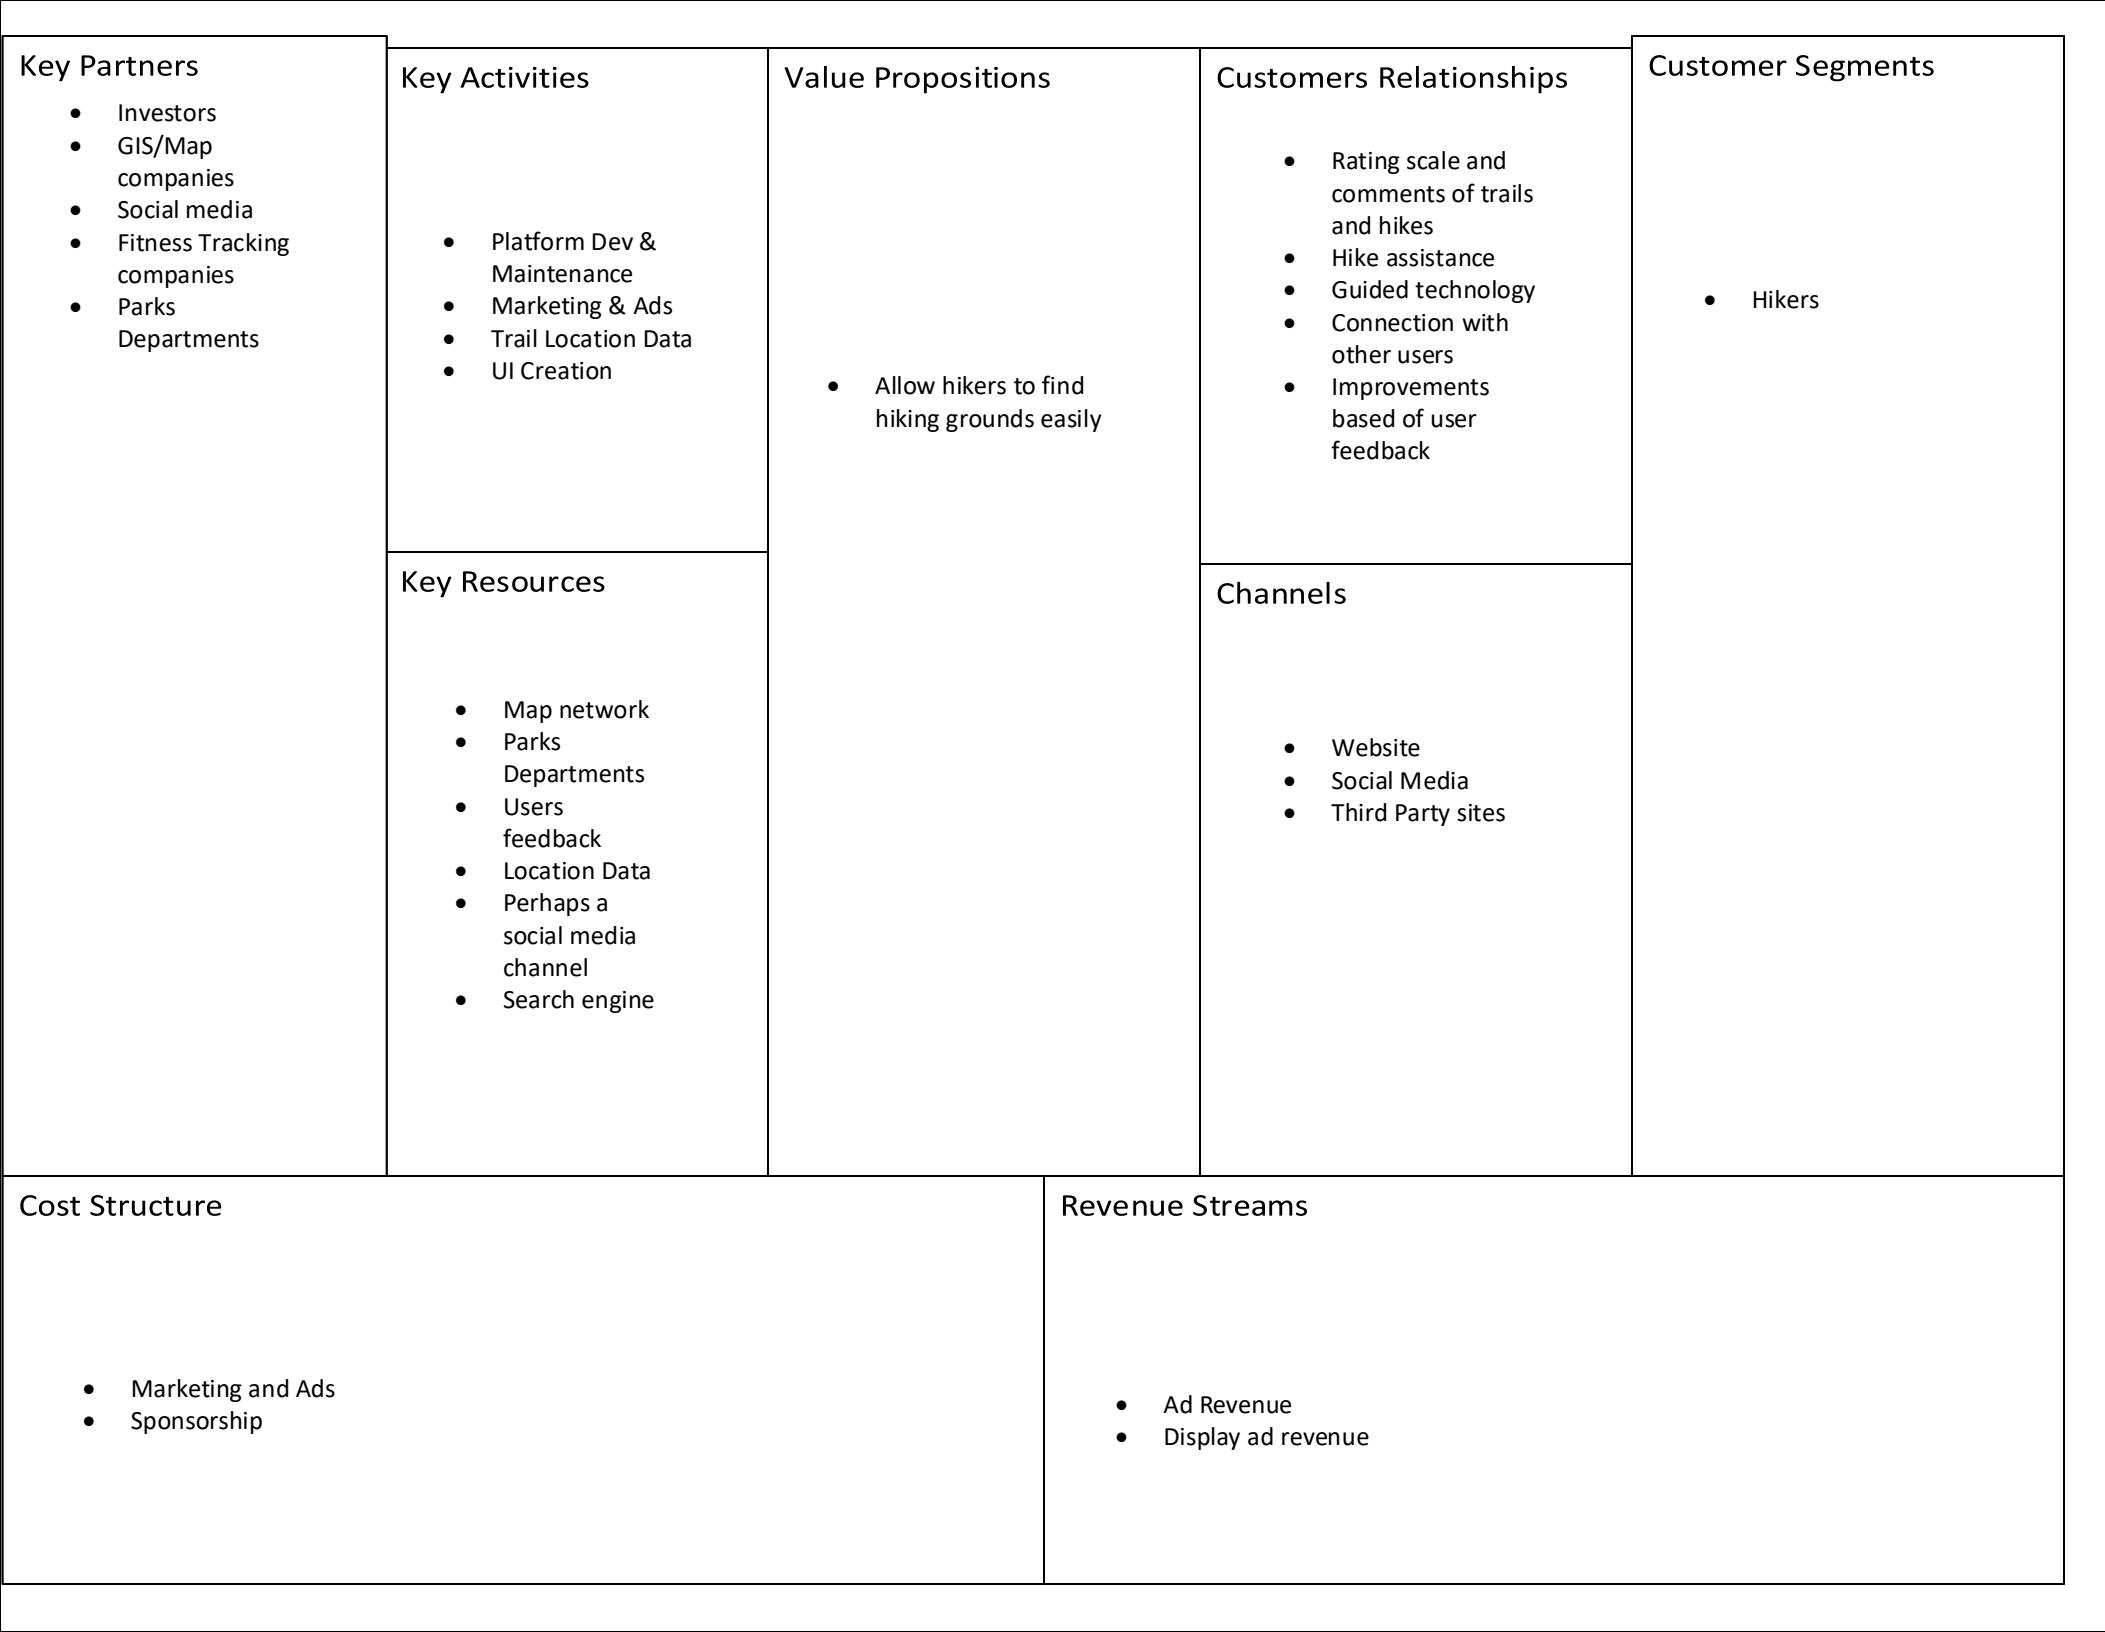 Key Partners
• Investors
• GIS/Map
companies
• Social media
• Fitness Tracking
companies
• Parks
Departments
Key Activities
• Platform Dev &
Maintenance
• Marketing & Ads
• Trail Location Data
• UI Creation
Key Resources
• Map network
• Parks
Departments
• Users
feedback
• Location Data
• Perhaps a
social media
channel
• Search engine
Value Propositions
• Allow hikers to find
hiking grounds easily
Customers Relationships
• Rating scale and
comments of trails
and hikes
• Hike assistance
• Guided technology
• Connection with
other users
• Improvements
based of user
feedback
Channels
• Website
• Social Media
• Third Party sites
Customer Segments
• Hikers
Cost Structure
• Marketing and Ads
• Sponsorship
Revenue Streams
• Ad Revenue
• Display ad revenue